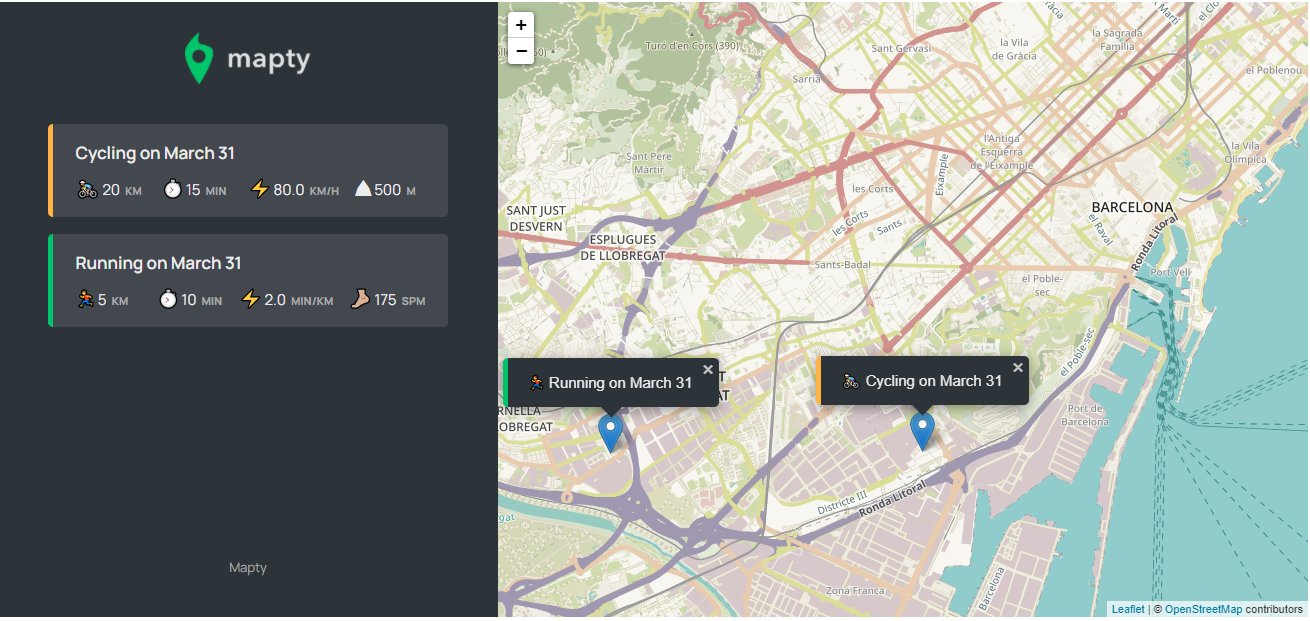 mapty
Cycling on March 31
20 KM
15 MIN
80.0 KM/H
500 M
Running on March 31
5 KM
10 MIN
2.0 MIN/KM
175 SPM
Mapty
+
−
Turó d'en Cors (390)
Sant Gervasi
la Vila
de Gràcia
la Sagrada
Família
el Poblenou
Sarrià
Sant Pere
Màrtir
l'Antiga
Esquerra
de l'Eixample
Eixample
la Vila
Olímpica
les Corts
SANT JUST
DESVERN
ESPLUGUES
DE LLOBREGAT
les Corts
Sants
BARCELONA
el Raval
Ronda Litoral
Sants-Badal
Port Vell
el Poble-
sec
el Poble-sec
Running on March 31
×
Cycling on March 31
×
RNELLÀ
LOBREGAT
Port de
Barcelona
Districte III
Ronda Litoral
Zona Franca
Barcelona
Leaflet | © OpenStreetMap contributors